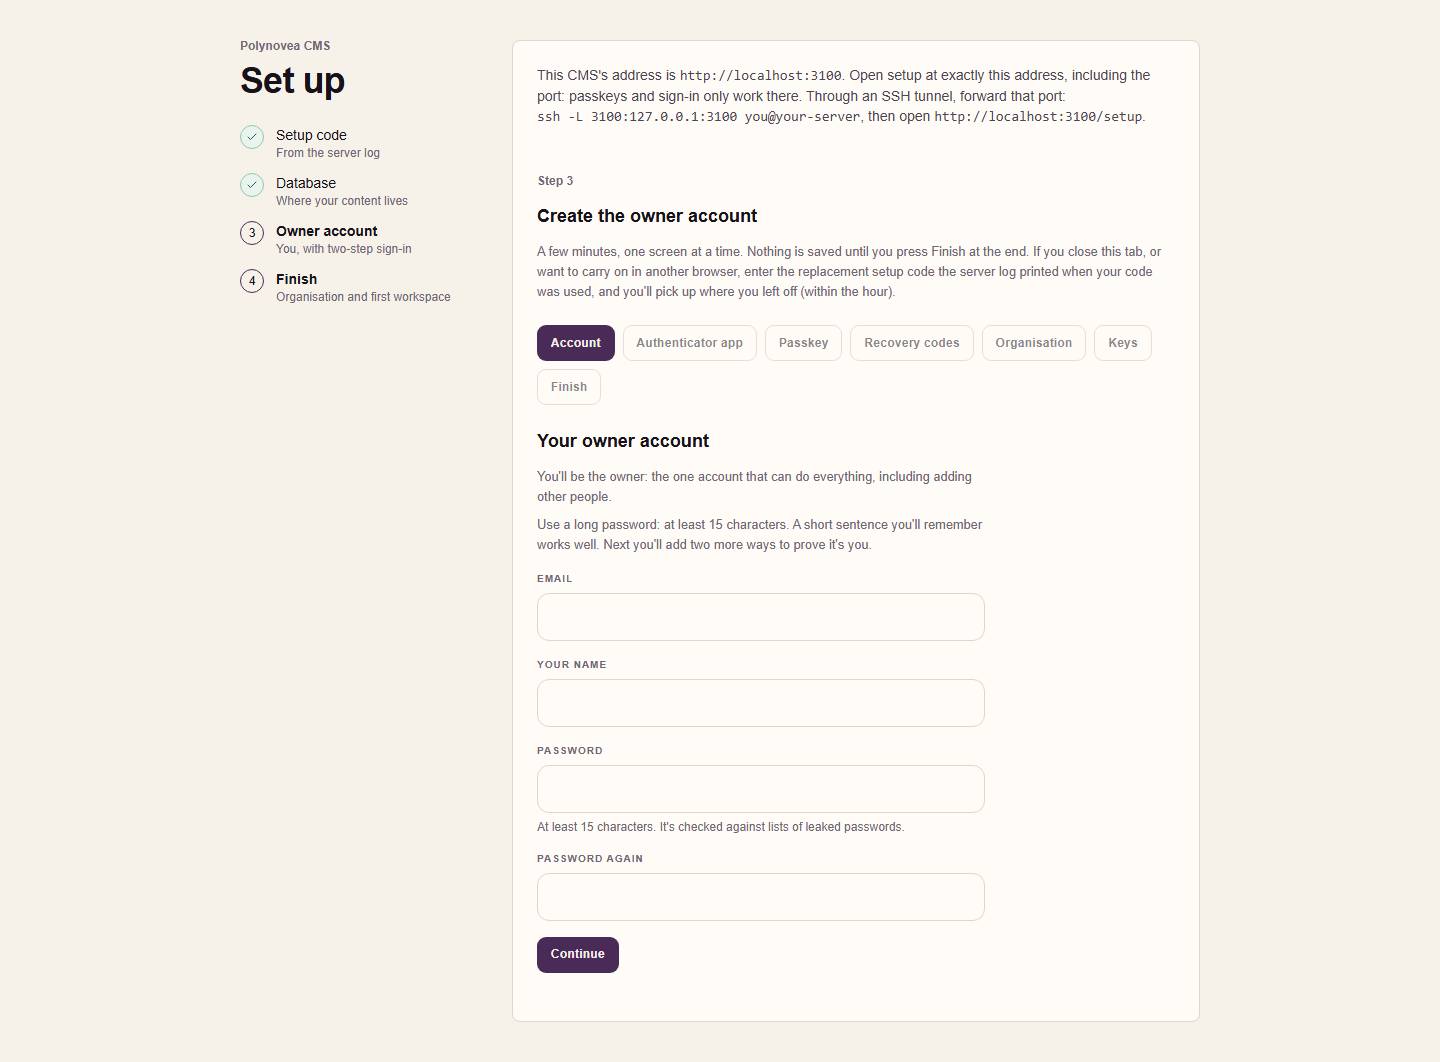 Polynovea CMS
Set up
Setup code
From the server log
Database
Where your content lives
3
Owner account
You, with two-step sign-in
4
Finish
Organisation and first workspace
This CMS's address is http://localhost:3100. Open setup at exactly this address, including the
port: passkeys and sign-in only work there. Through an SSH tunnel, forward that port:
ssh -L 3100:127.0.0.1:3100 you@your-server, then open http://localhost:3100/setup.
Step 3
Create the owner account
A few minutes, one screen at a time. Nothing is saved until you press Finish at the end. If you close this tab, or
want to carry on in another browser, enter the replacement setup code the server log printed when your code
was used, and you'll pick up where you left off (within the hour).
Account
Authenticator app
Passkey
Recovery codes
Organisation
Keys
Finish
Your owner account
You'll be the owner: the one account that can do everything, including adding
other people.
Use a long password: at least 15 characters. A short sentence you'll remember
works well. Next you'll add two more ways to prove it's you.
EMAIL
YOUR NAME
PASSWORD
At least 15 characters. It's checked against lists of leaked passwords.
PASSWORD AGAIN
Continue